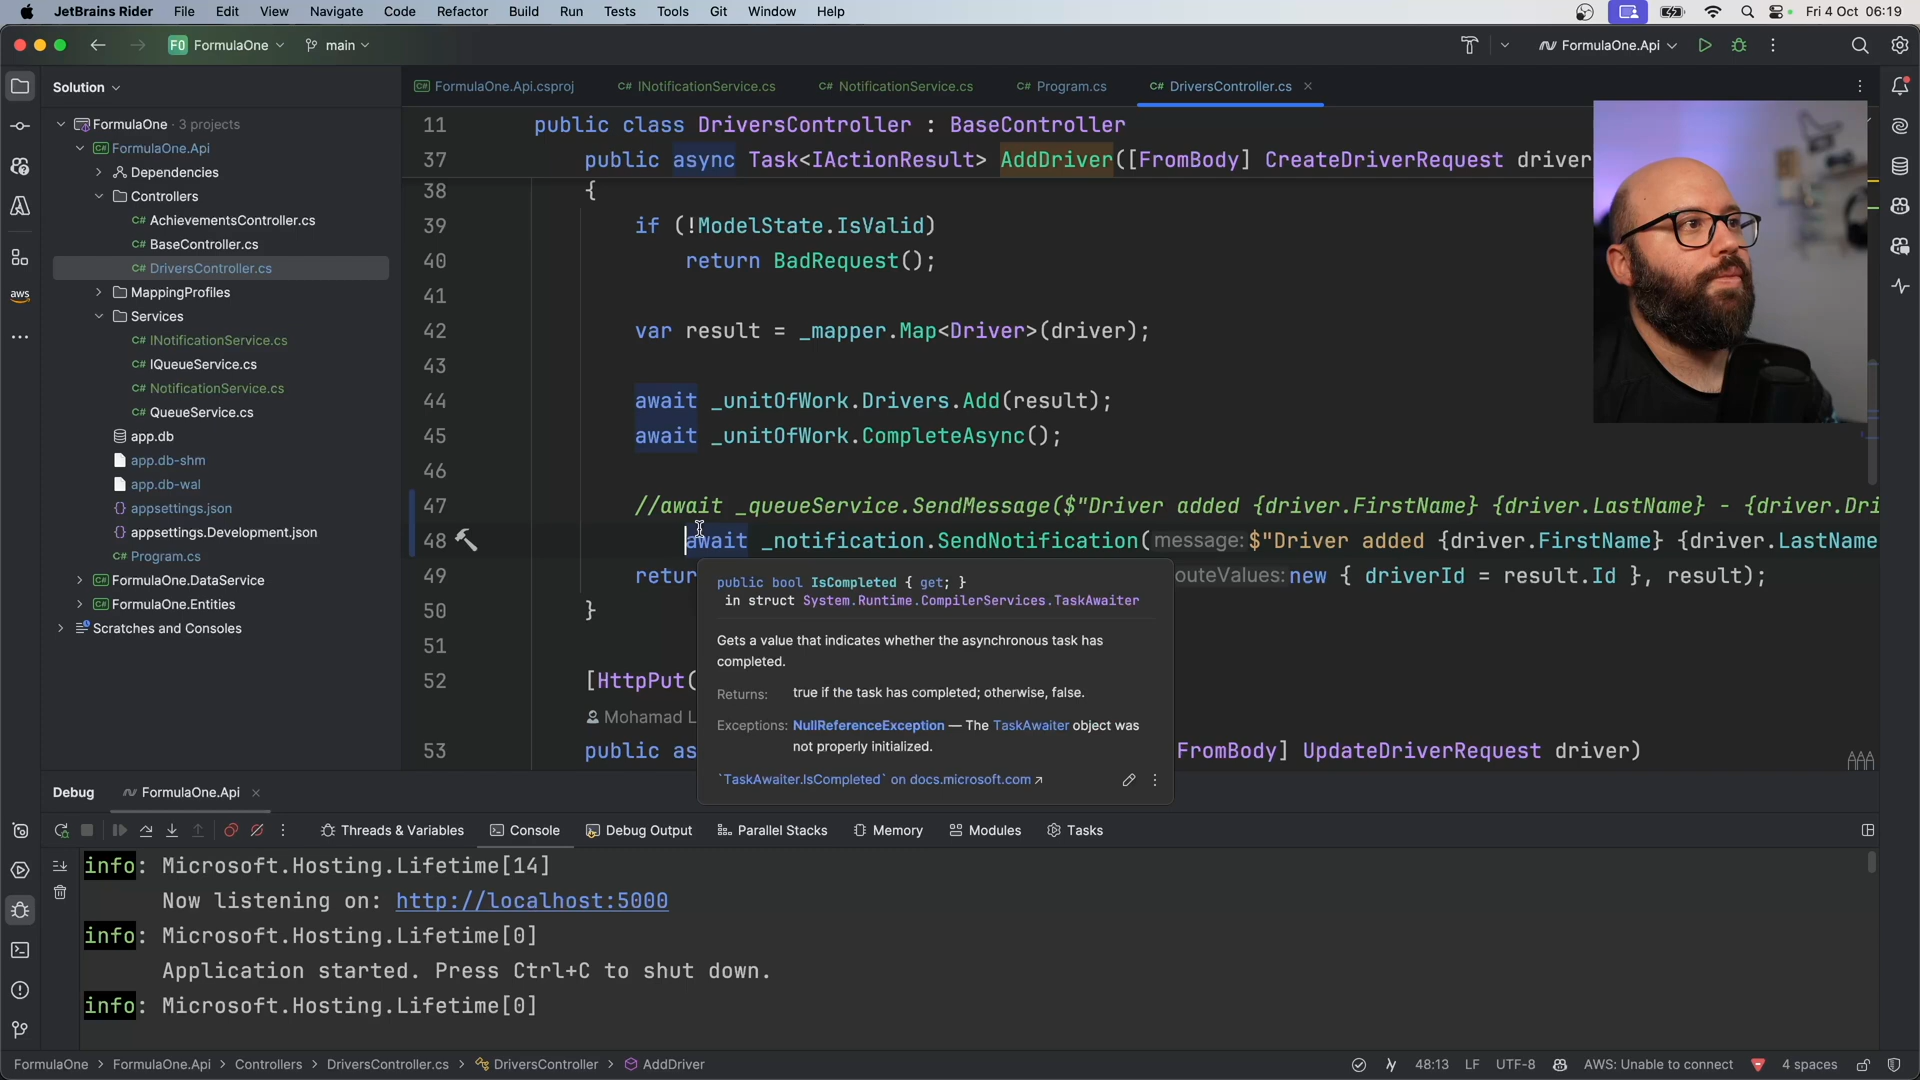 JetBrains Rider File Edit View Navigate Code Refactor Build Run Tests Tools Git Window Help Fri 4 Oct 06:19
F0 FormulaOne main FormulaOne.Api
Solution
FormulaOne · 3 projects
FormulaOne.Api
Dependencies
Controllers
C# AchievementsController.cs
C# BaseController.cs
C# DriversController.cs
MappingProfiles
Services
C# INotificationService.cs
C# IQueueService.cs
C# NotificationService.cs
C# QueueService.cs
app.db
app.db-shm
app.db-wal
appsettings.json
appsettings.Development.json
C# Program.cs
FormulaOne.DataService
FormulaOne.Entities
Scratches and Consoles
aws
FormulaOne.Api.csproj C# INotificationService.cs C# NotificationService.cs C# Program.cs C# DriversController.cs
11 public class DriversController : BaseController
37 public async Task<IActionResult> AddDriver([FromBody] CreateDriverRequest driver
38 {
39 if (!ModelState.IsValid)
40 return BadRequest();
41
42 var result = _mapper.Map<Driver>(driver);
43
44 await _unitOfWork.Drivers.Add(result);
45 await _unitOfWork.CompleteAsync();
46
47 //await _queueService.SendMessage($"Driver added {driver.FirstName} {driver.LastName} - {driver.Dri
48 await _notification.SendNotification( message: $"Driver added {driver.FirstName} {driver.LastName
49 retur outeValues: new { driverId = result.Id }, result);
50 }
51
52 [HttpPut(
Mohamad L
53 public as FromBody] UpdateDriverRequest driver)
public bool IsCompleted { get; }
in struct System.Runtime.CompilerServices.TaskAwaiter
Gets a value that indicates whether the asynchronous task has
completed.
Returns: true if the task has completed; otherwise, false.
Exceptions: NullReferenceException — The TaskAwaiter object was
not properly initialized.
`TaskAwaiter.IsCompleted` on docs.microsoft.com
Debug FormulaOne.Api
Threads & Variables Console Debug Output Parallel Stacks Memory Modules Tasks
info: Microsoft.Hosting.Lifetime[14]
Now listening on: http://localhost:5000
info: Microsoft.Hosting.Lifetime[0]
Application started. Press Ctrl+C to shut down.
info: Microsoft.Hosting.Lifetime[0]
FormulaOne > FormulaOne.Api > Controllers > DriversController.cs > DriversController > AddDriver 48:13 LF UTF-8 AWS: Unable to connect 4 spaces